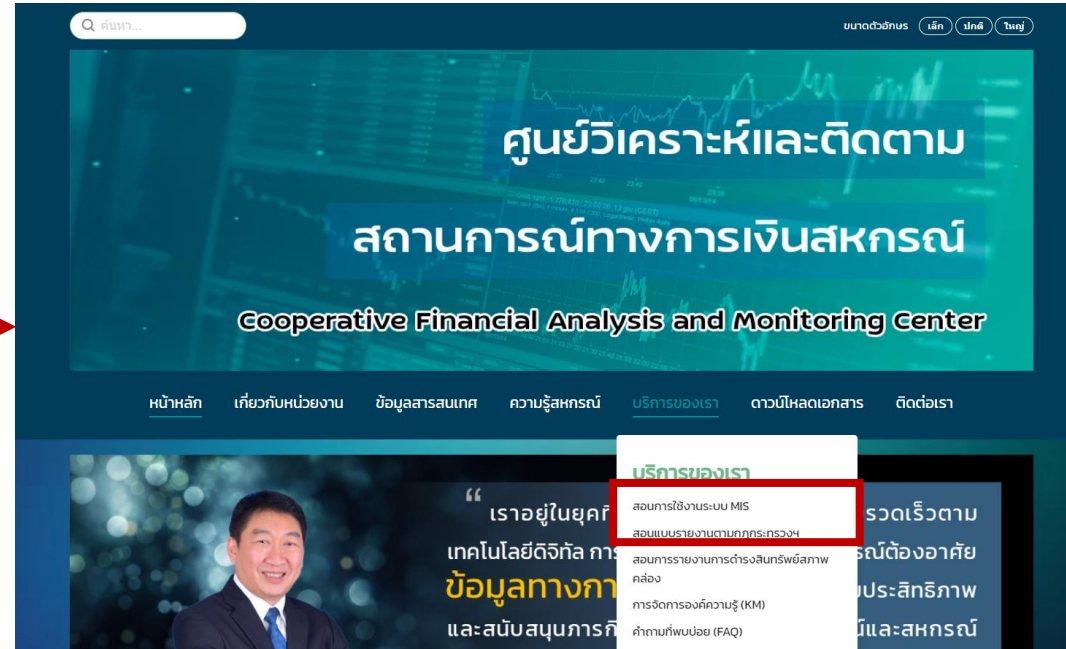 ค้นหา...
ขนาดตัวอักษร เล็ก ปกติ ใหญ่
ศูนย์วิเคราะห์และติดตาม
สถานการณ์ทางการเงินสหกรณ์
Cooperative Financial Analysis and Monitoring Center
หน้าหลัก เกี่ยวกับหน่วยงาน ข้อมูลสารสนเทศ ความรู้สหกรณ์ บริการของเรา ดาวน์โหลดเอกสาร ติดต่อเรา
บริการของเรา
สอนการใช้งานระบบ MIS
สอนแบบรายงานตามกฎกระทรวงฯ
สอนการรายงานการดำรงสินทรัพย์สภาพ
คล่อง
การจัดการองค์ความรู้ (KM)
คำถามที่พบบ่อย (FAQ)
“ เราอยู่ในยุคที่ รวดเร็วตาม
เทคโนโลยีดิจิทัล การ รณ์ต้องอาศัย
ข้อมูลทางกา ประสิทธิภาพ
และสนับสนุนภารกิ และสหกรณ์